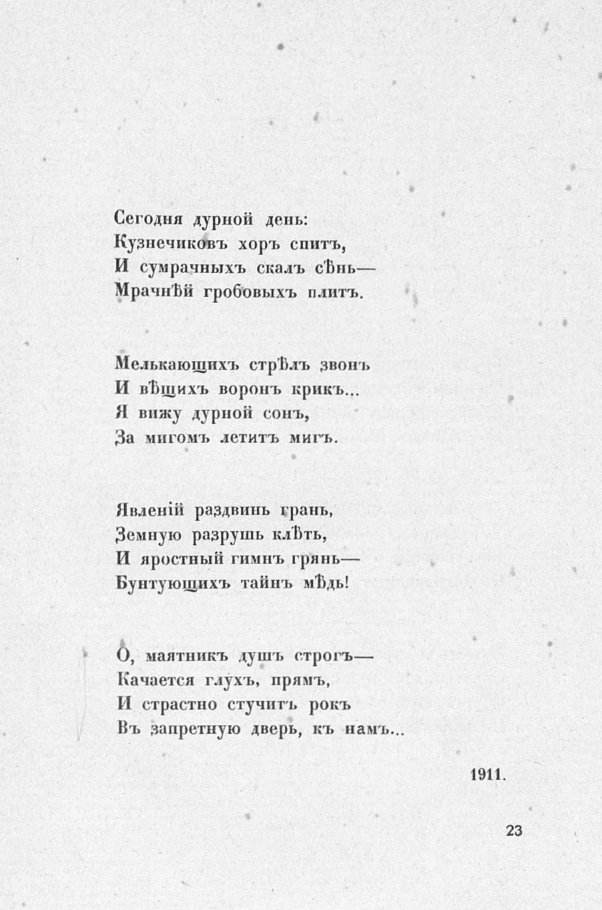 Сегодня дурной день:
Кузнечиковъ хоръ спитъ,
И сумрачныхъ скалъ сѣнь—
Мрачнѣй гробовыхъ плитъ.
Мелькающихъ стрѣлъ звонъ
И вѣщихъ воронъ крикъ...
Я вижу дурной сонъ,
За мигомъ летитъ мигъ.
Явленій раздвинь грань,
Земную разрушь клѣть,
И яростный гимнъ грянь—
Бунтующихъ тайнъ мѣдь!
О, маятникъ душъ строгъ—
Качается глухъ, прямъ,
И страстно стучитъ рокъ
Въ запретную дверь, къ намъ...
1911.
23